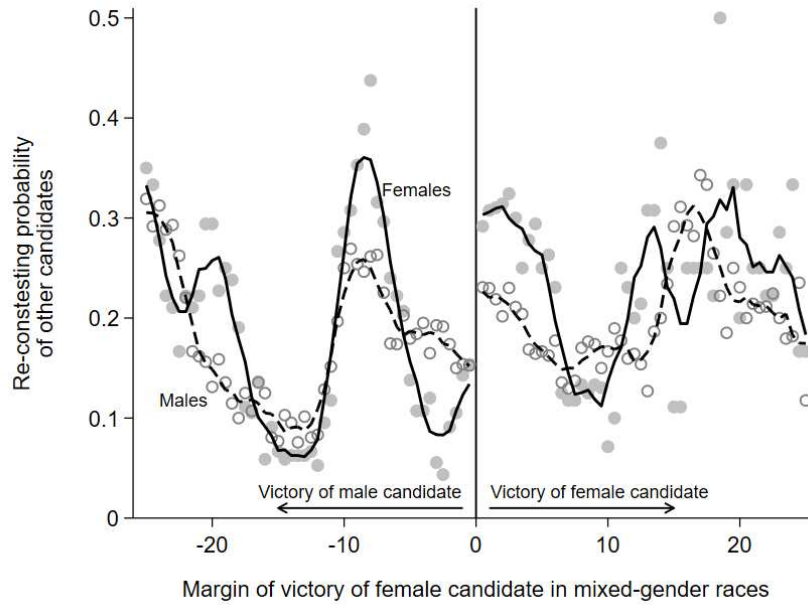 0.5
0.4
0.3
0.2
0.1
0
Re-constesting probability
of other candidates
Females
Males
Victory of male candidate
Victory of female candidate
-20
-10
0
10
20
Margin of victory of female candidate in mixed-gender races